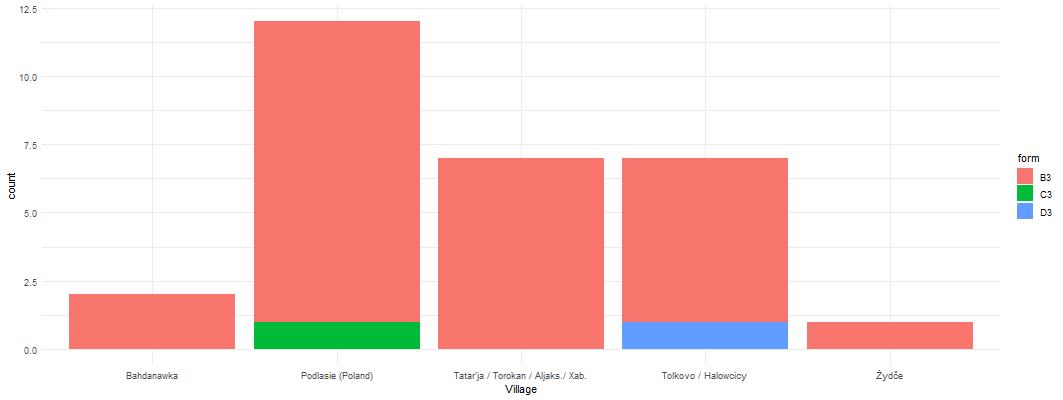 12.5
10.0
7.5
5.0
2.5
0.0
count
Bahdanawka
Podlasie (Poland)
Tatar'ja / Torokan / Aljaks./ Xab.
Tolkovo / Halowcicy
Żydče
Village
form
B3
C3
D3